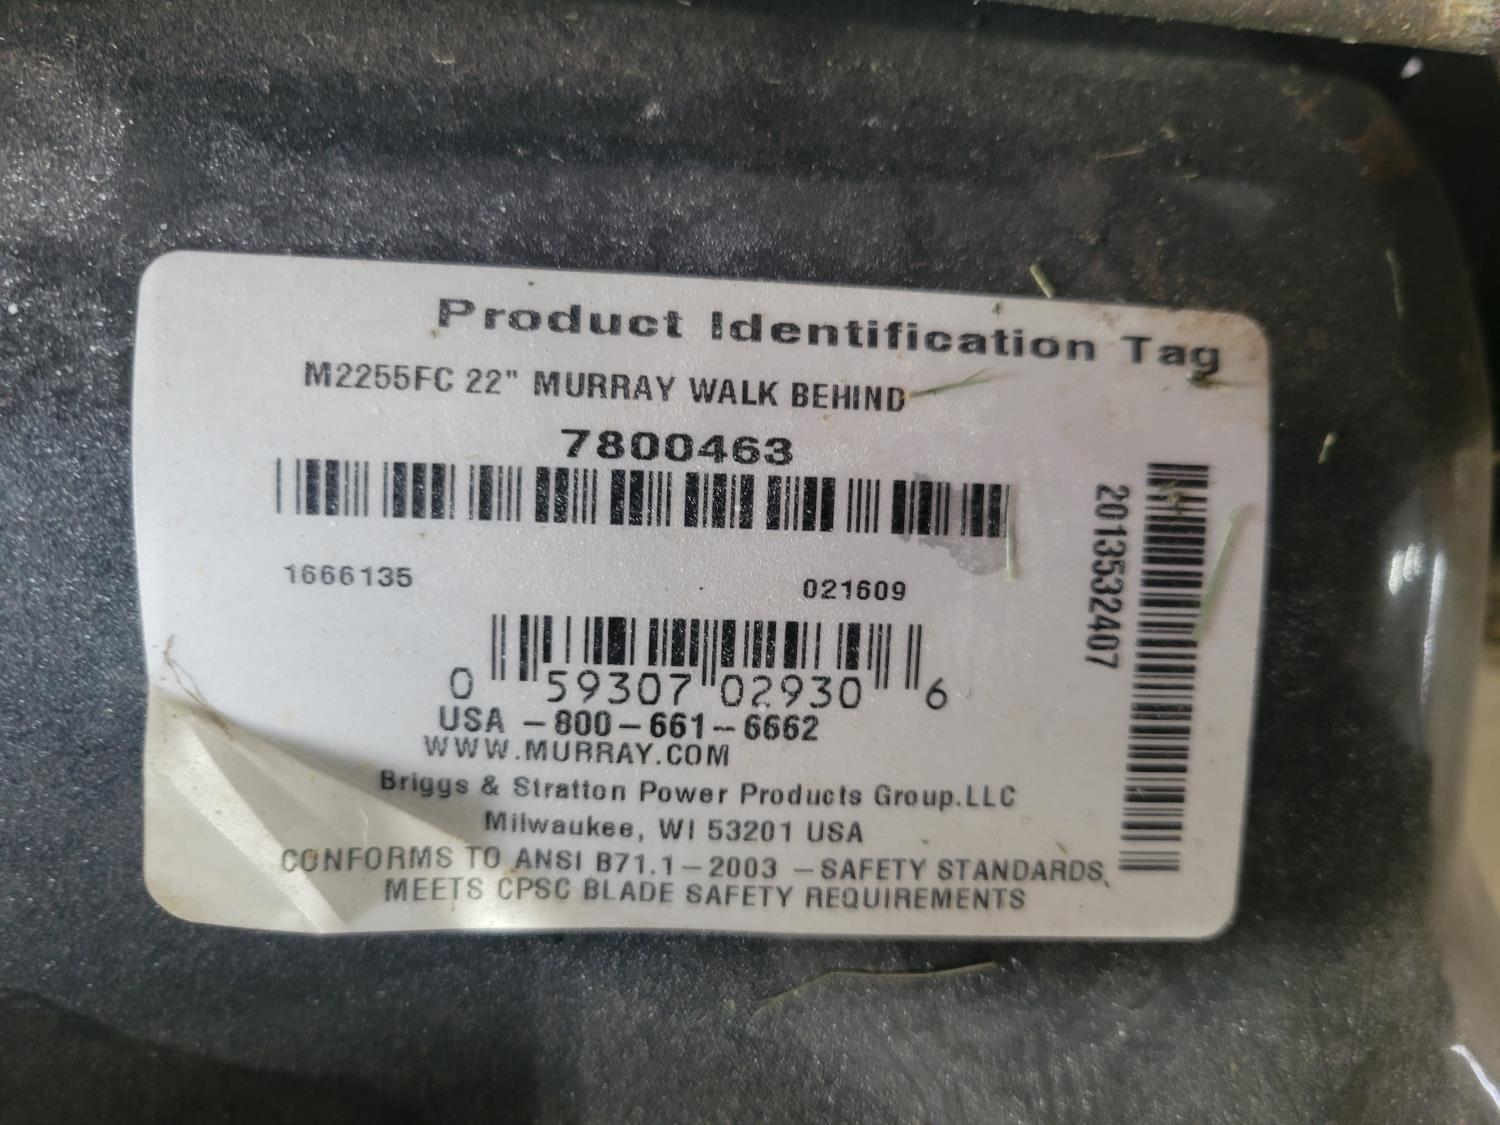 Product Identification Tag
M2255FC 22" MURRAY WALK BEHIND
7800463
1666135 021609
0 59307 02930 6
USA -800-661-6662
WWW.MURRAY.COM
Briggs & Stratton Power Products Group.LLC
Milwaukee, WI 53201 USA
CONFORMS TO ANSI B71.1-2003 -SAFETY STANDARDS,
MEETS CPSC BLADE SAFETY REQUIREMENTS
2013532407